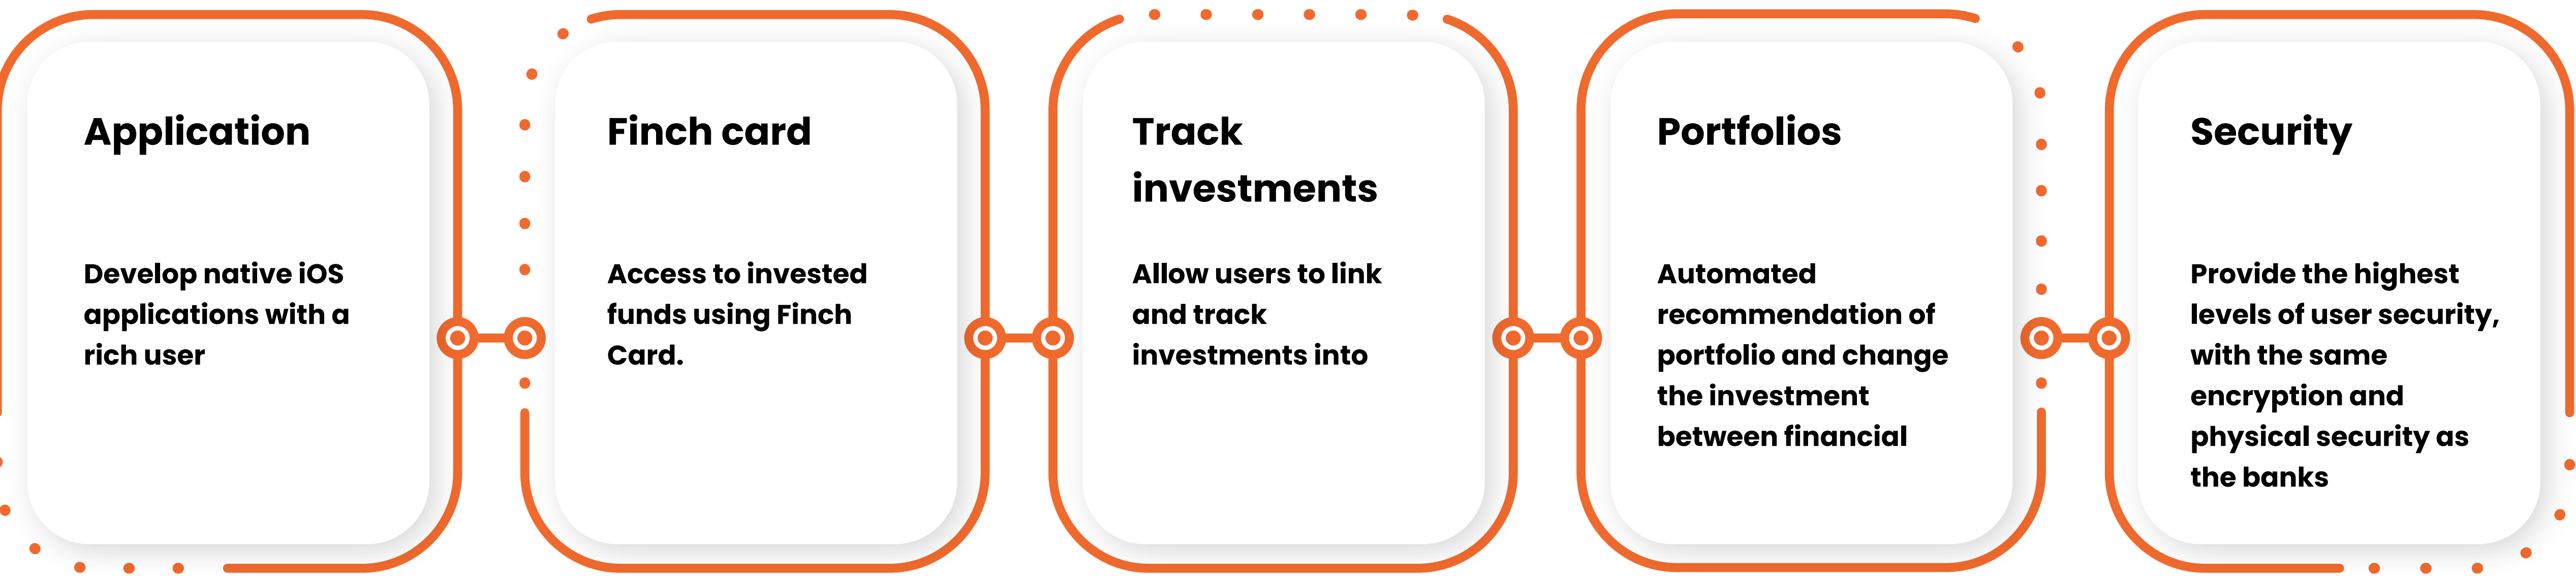 Application
Develop native iOS
applications with a
rich user
Finch card
Access to invested
funds using Finch
Card.
Track
investments
Allow users to link
and track
investments into
Portfolios
Automated
recommendation of
portfolio and change
the investment
between financial
Security
Provide the highest
levels of user security,
with the same
encryption and
physical security as
the banks